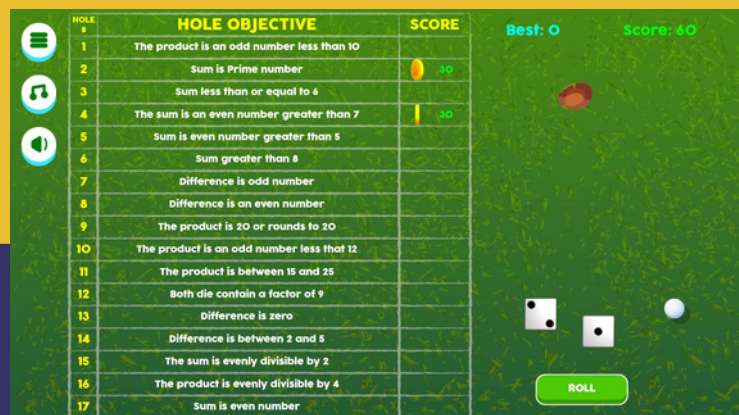 HOLE # HOLE OBJECTIVE SCORE
Best: 0 Score: 60
1 The product is an odd number less than 10
2 Sum is Prime number 30
3 Sum less than or equal to 6
4 The sum is an even number greater than 7 30
5 Sum is even number greater than 5
6 Sum greater than 8
7 Difference is odd number
8 Difference is an even number
9 The product is 20 or rounds to 20
10 The product is an odd number less that 12
11 The product is between 15 and 25
12 Both die contain a factor of 9
13 Difference is zero
14 Difference is between 2 and 5
15 The sum is evenly divisible by 2
16 The product is evenly divisible by 4
17 Sum is even number
ROLL